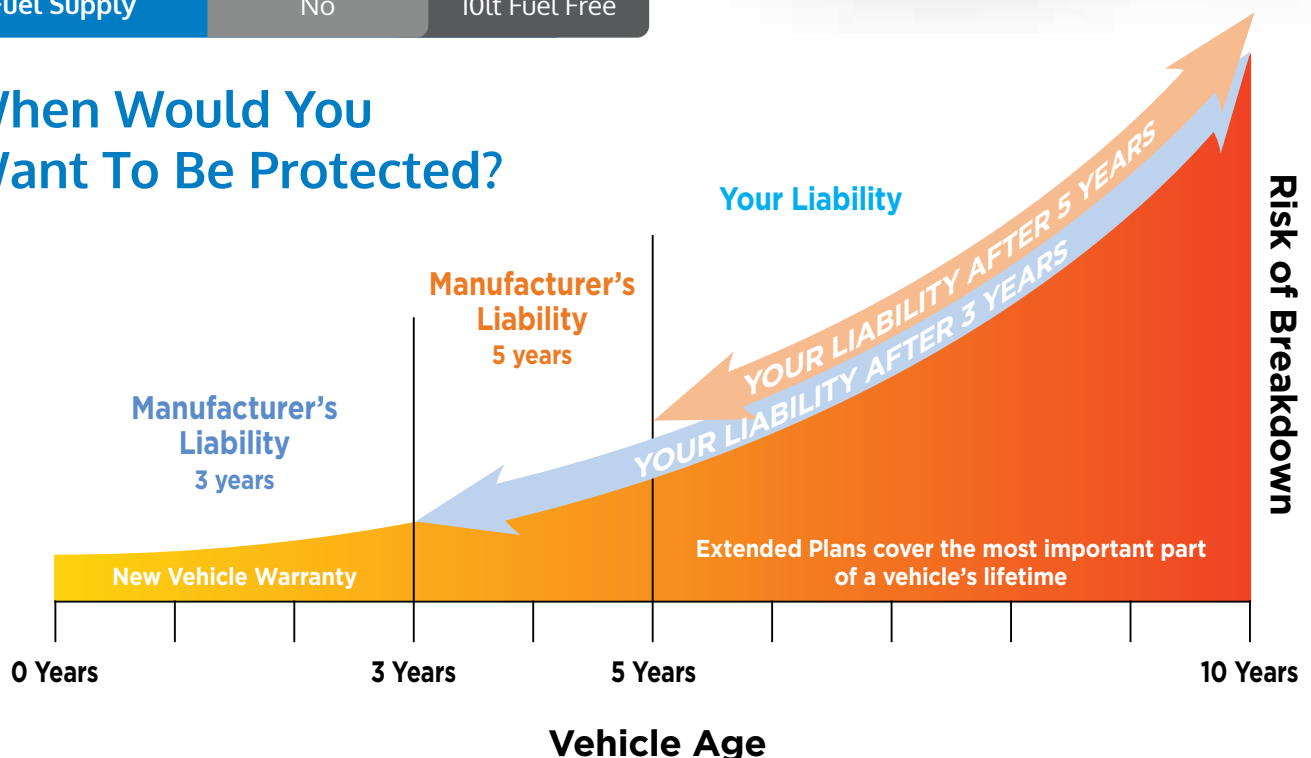 Supply
No
10lt Fuel Free
When Would You
Want To Be Protected?
Your Liability
Manufacturer's
Liability
5 years
Manufacturer's
Liability
3 years
YOUR LIABILITY AFTER 5 YEARS
YOUR LIABILITY AFTER 3 YEARS
Risk of Breakdown
New Vehicle Warranty
Extended Plans cover the most important part
of a vehicle's lifetime
0 Years
3 Years
5 Years
10 Years
Vehicle Age